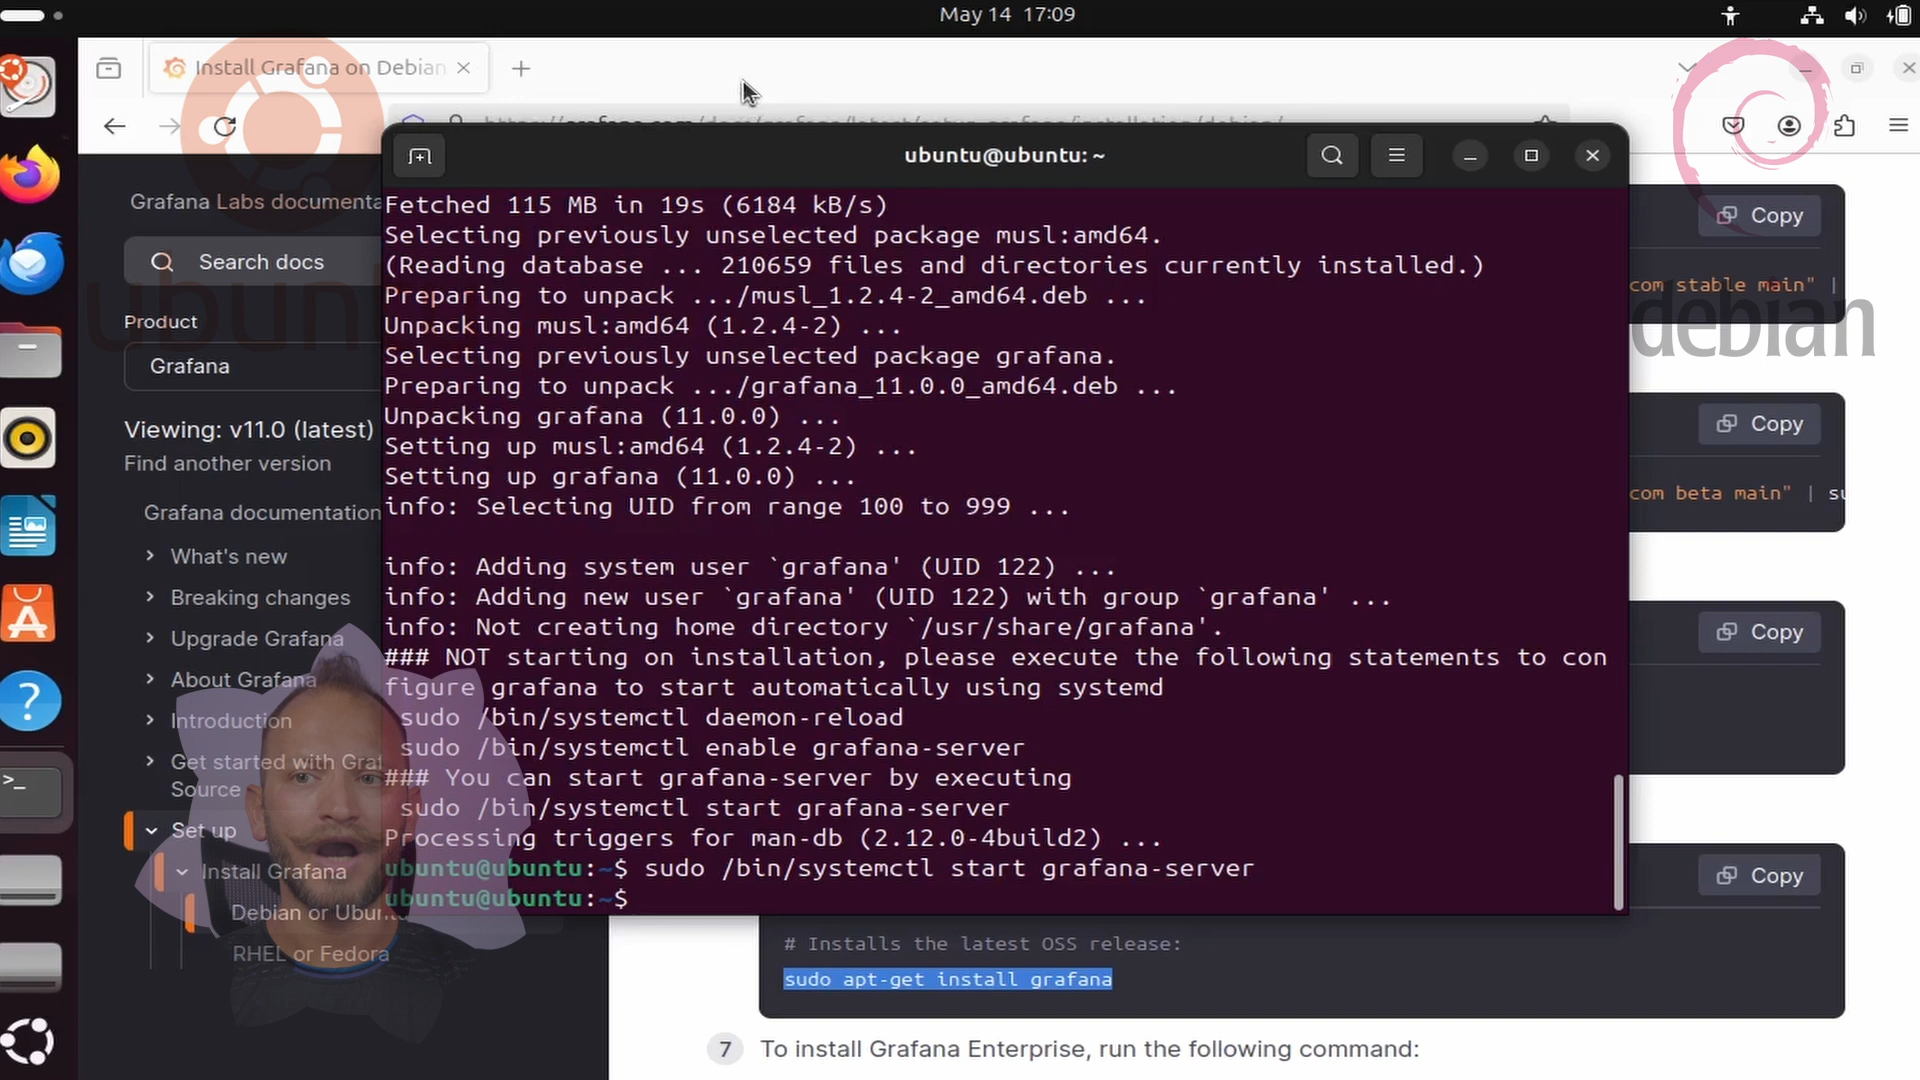 May 14 17:09
Install Grafana on Debian
Grafana Labs documenta
Search docs
Product
Grafana
Viewing: v11.0 (latest)
Find another version
Grafana documentation
What's new
Breaking changes
Upgrade Grafana
About Grafana
Introduction
Get started with Graf
Source
Set up
Install Grafana
Debian or Ubuntu
RHEL or Fedora
ubuntu
ubuntu@ubuntu: ~
Fetched 115 MB in 19s (6184 kB/s)
Selecting previously unselected package musl:amd64.
(Reading database ... 210659 files and directories currently installed.)
Preparing to unpack .../musl_1.2.4-2_amd64.deb ...
Unpacking musl:amd64 (1.2.4-2) ...
Selecting previously unselected package grafana.
Preparing to unpack .../grafana_11.0.0_amd64.deb ...
Unpacking grafana (11.0.0) ...
Setting up musl:amd64 (1.2.4-2) ...
Setting up grafana (11.0.0) ...
info: Selecting UID from range 100 to 999 ...
info: Adding system user `grafana' (UID 122) ...
info: Adding new user `grafana' (UID 122) with group `grafana' ...
info: Not creating home directory `/usr/share/grafana'.
### NOT starting on installation, please execute the following statements to con
figure grafana to start automatically using systemd
sudo /bin/systemctl daemon-reload
sudo /bin/systemctl enable grafana-server
### You can start grafana-server by executing
sudo /bin/systemctl start grafana-server
Processing triggers for man-db (2.12.0-4build2) ...
ubuntu@ubuntu:~$ sudo /bin/systemctl start grafana-server
ubuntu@ubuntu:~$
Copy
com stable main" |
debian
Copy
com beta main" | su
Copy
Copy
# Installs the latest OSS release:
sudo apt-get install grafana
7 To install Grafana Enterprise, run the following command: